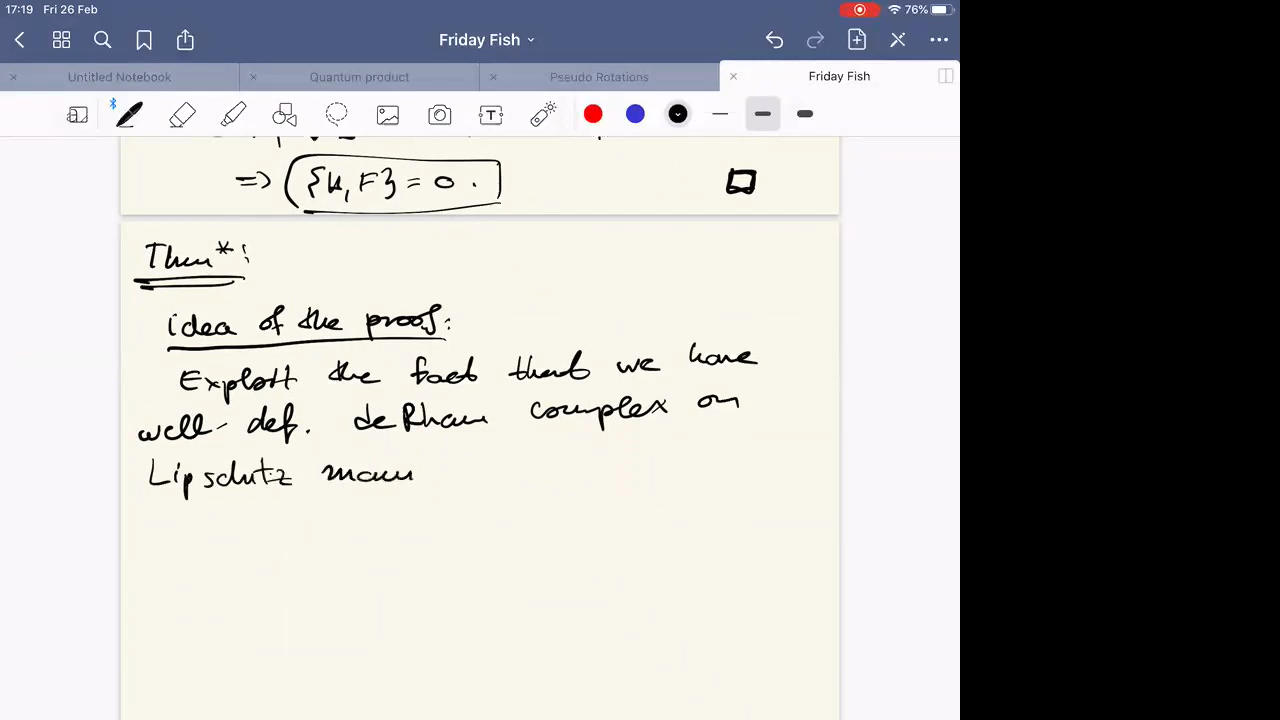 17:19 Fri 26 Feb
76%
Friday Fish
Untitled Notebook
Quantum product
Pseudo Rotations
Friday Fish
T
=> {H, F} = 0 .
Thm*:
idea of the proof:
Exploit the fact that we have
well-def. deRham complex on
Lipschitz man